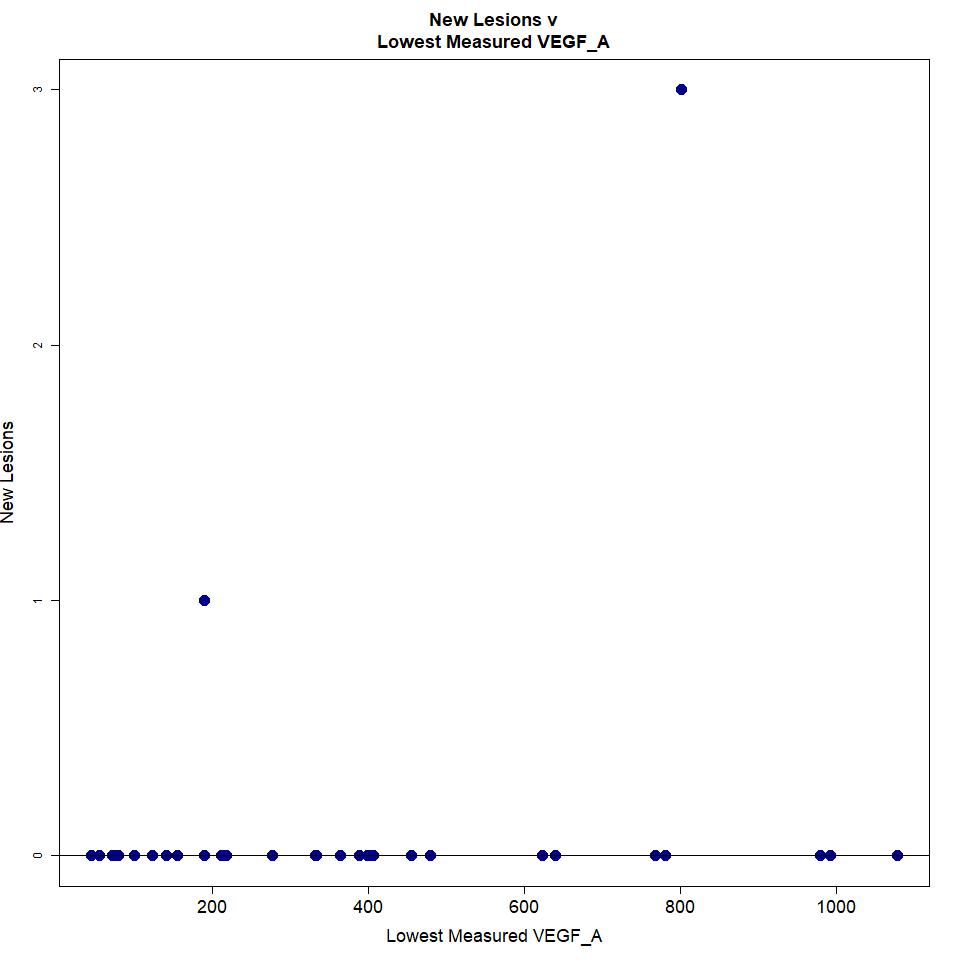 New Lesions v
Lowest Measured VEGF_A
3
2
1
0
New Lesions
200 400 600 800 1000
Lowest Measured VEGF_A